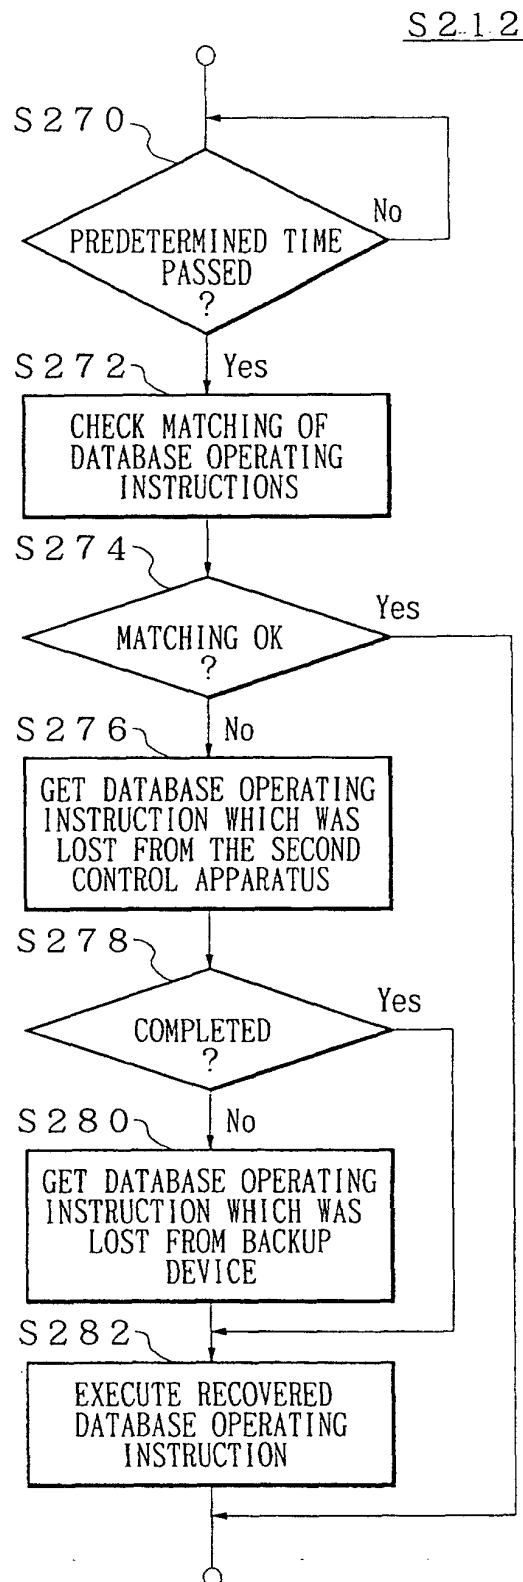 S212
S270
No
PREDETERMINED TIME
PASSED
?
S272
Yes
CHECK MATCHING OF
DATABASE OPERATING
INSTRUCTIONS
S274
Yes
MATCHING OK
?
S276
No
GET DATABASE OPERATING
INSTRUCTION WHICH WAS
LOST FROM THE SECOND
CONTROL APPARATUS
S278
Yes
COMPLETED
?
S280
No
GET DATABASE OPERATING
INSTRUCTION WHICH WAS
LOST FROM BACKUP
DEVICE
S282
EXECUTE RECOVERED
DATABASE OPERATING
INSTRUCTION